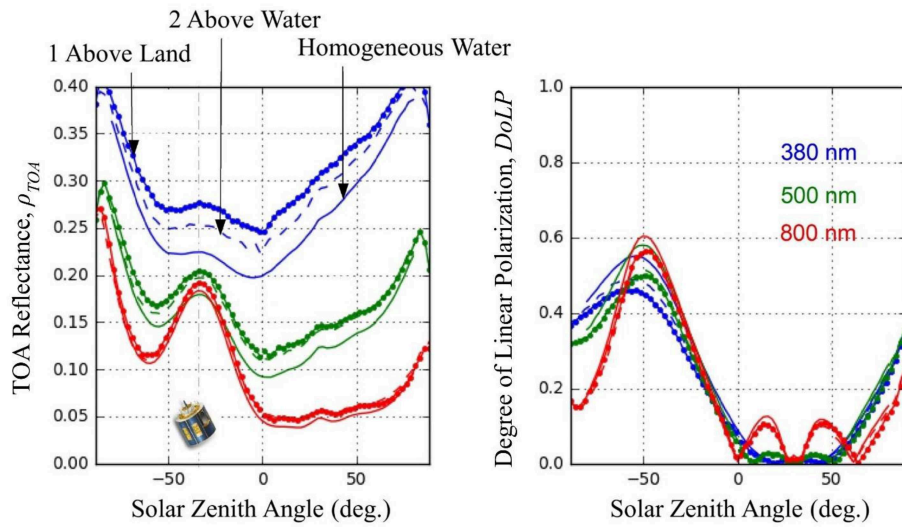 2 Above Water
1 Above Land
Homogeneous Water
0.40
0.35
0.30
0.25
0.20
0.15
0.10
0.05
0.00
TOA Reflectance, ρTOA
−50
0
50
Solar Zenith Angle (deg.)
1.0
0.8
0.6
0.4
0.2
0.0
Degree of Linear Polarization, DoLP
380 nm
500 nm
800 nm
−50
0
50
Solar Zenith Angle (deg.)